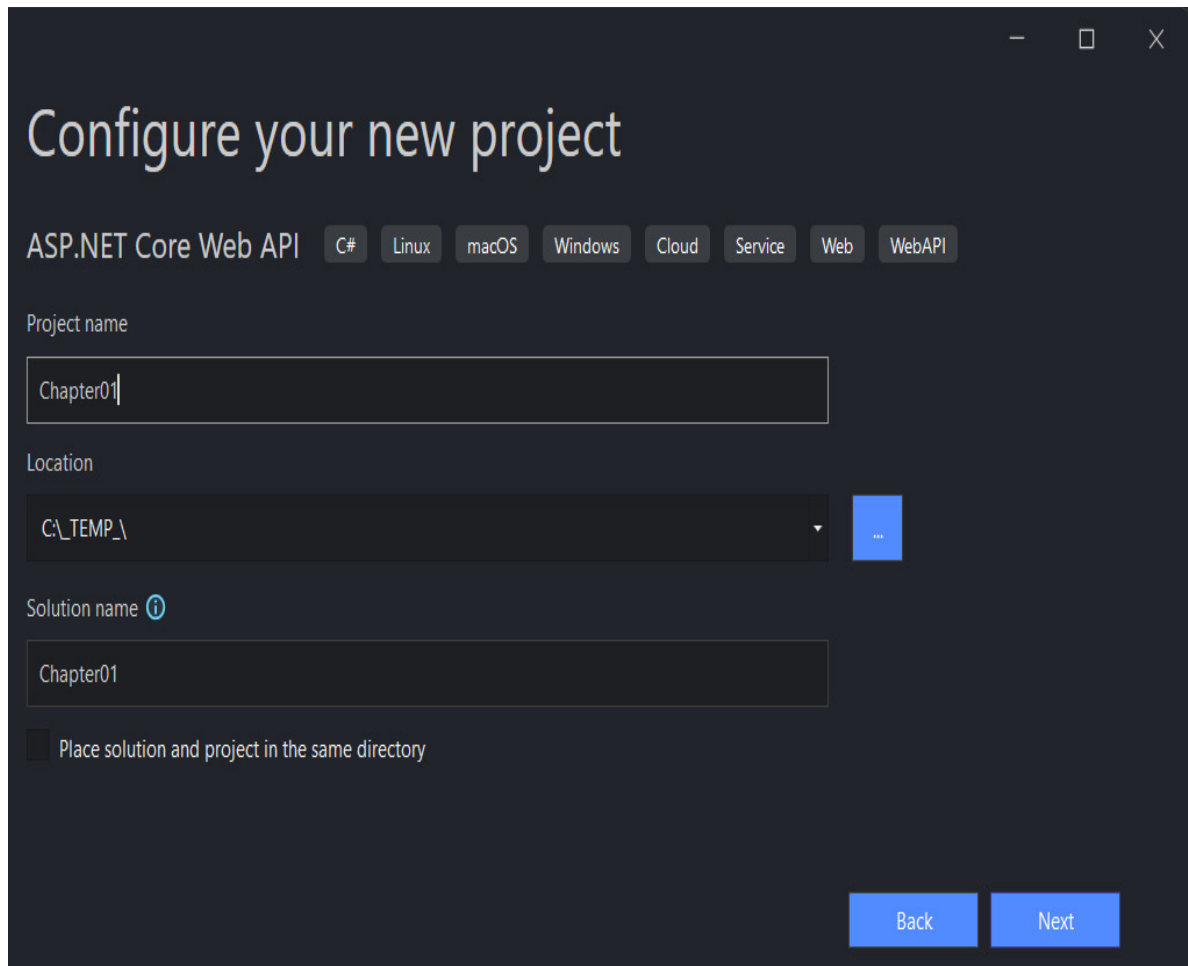 Configure your new project
ASP.NET Core Web API C# Linux macOS Windows Cloud Service Web WebAPI
Project name
Chapter01
Location
C:\_TEMP_\
...
Solution name
Chapter01
Place solution and project in the same directory
Back Next